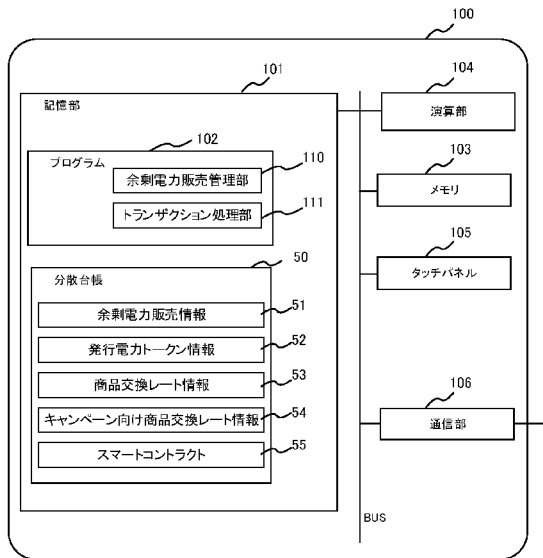 100
101
記憶部
102
プログラム
110
余剰電力販売管理部
111
トランザクション処理部
50
分散台帳
51
余剰電力販売情報
52
発行電力トークン情報
53
商品交換レート情報
54
キャンペーン向け商品交換レート情報
55
スマートコントラクト
104
演算部
103
メモリ
105
タッチパネル
106
通信部
BUS